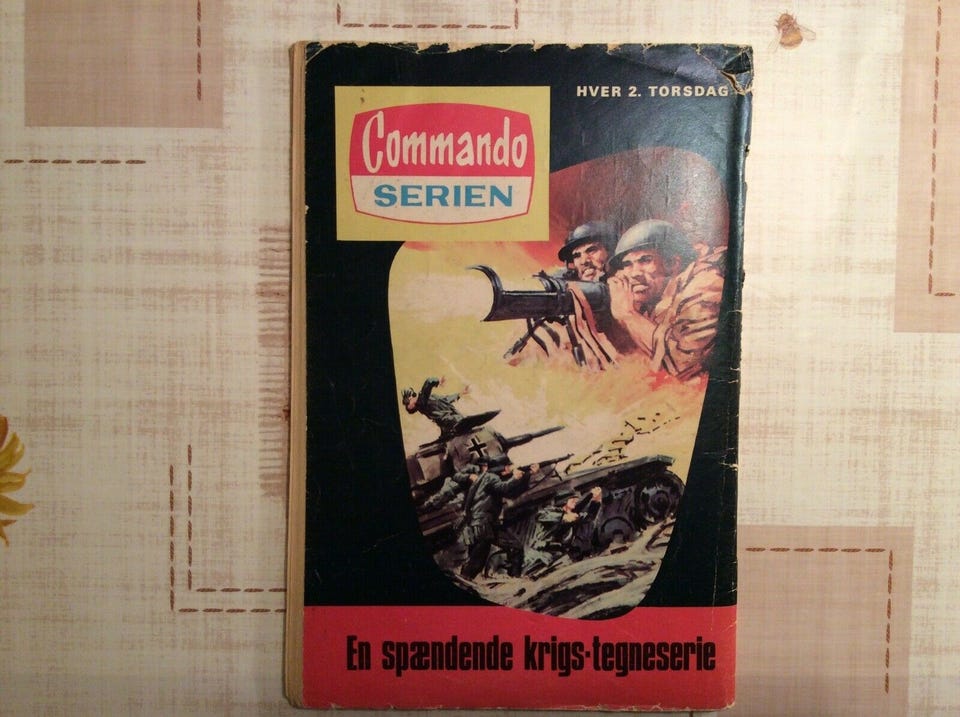 HVER 2. TORSDAG
Commando
SERIEN
En spændende krigs-tegneserie